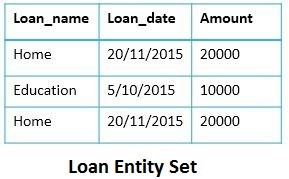 Loan_name Loan_date Amount
Home 20/11/2015 20000
Education 5/10/2015 10000
Home 20/11/2015 20000
Loan Entity Set